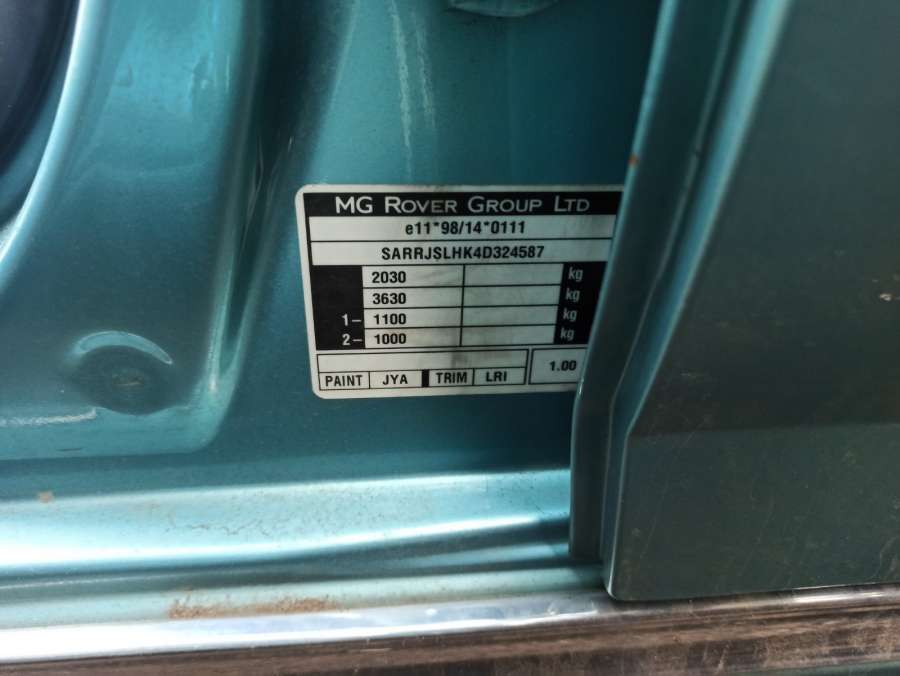 MG ROVER GROUP LTD
e11*98/14*0111
SARRJSLHK4D324587
2030 kg
3630 kg
1- 1100 kg
2- 1000 kg
1.00
PAINT JYA TRIM LRI